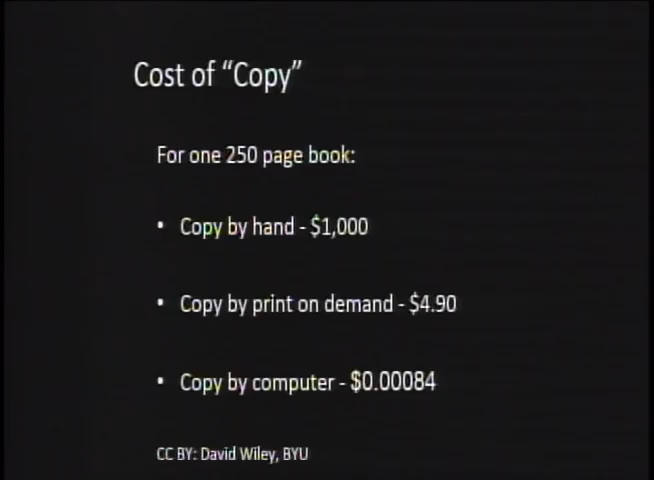 Cost of “Copy”
For one 250 page book:
• Copy by hand - $1,000
• Copy by print on demand - $4.90
• Copy by computer - $0.00084
CC BY: David Wiley, BYU